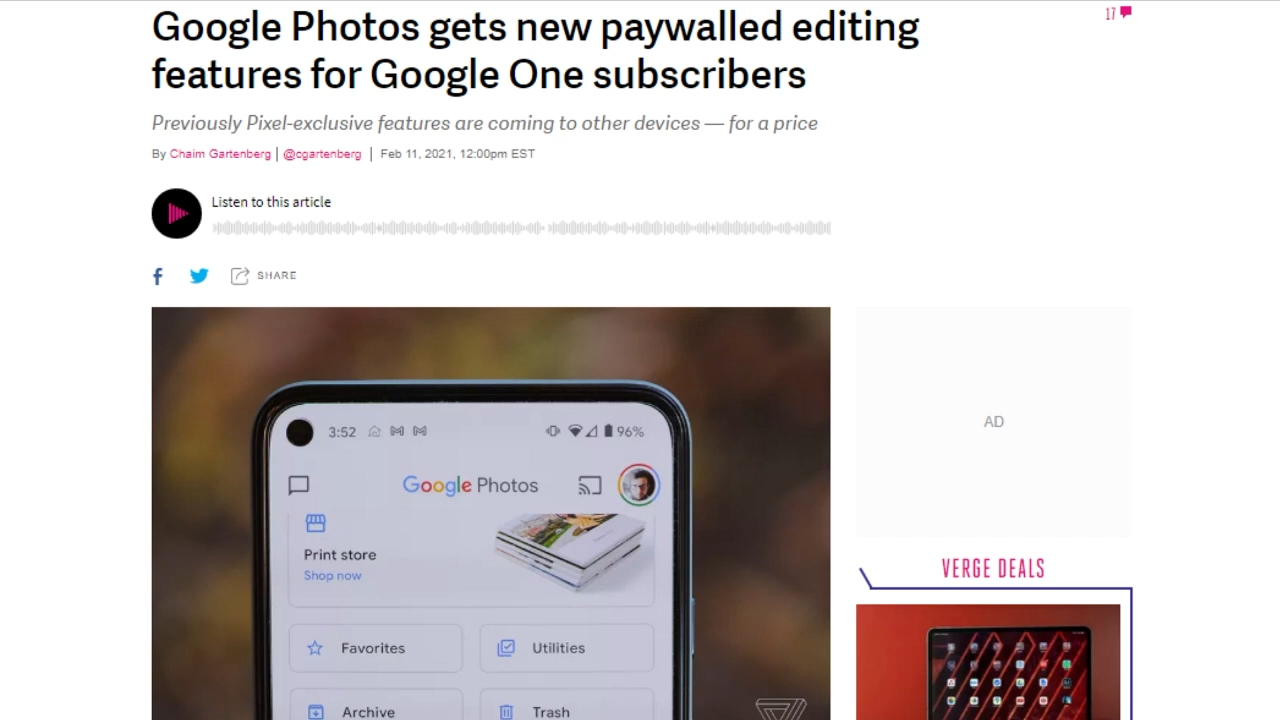 Google Photos gets new paywalled editing
features for Google One subscribers
17
Previously Pixel-exclusive features are coming to other devices — for a price
By Chaim Gartenberg | @cgartenberg | Feb 11, 2021, 12:00pm EST
Listen to this article
SHARE
3:52
96%
Google Photos
Print store
Shop now
Favorites
Utilities
Archive
Trash
AD
VERGE DEALS